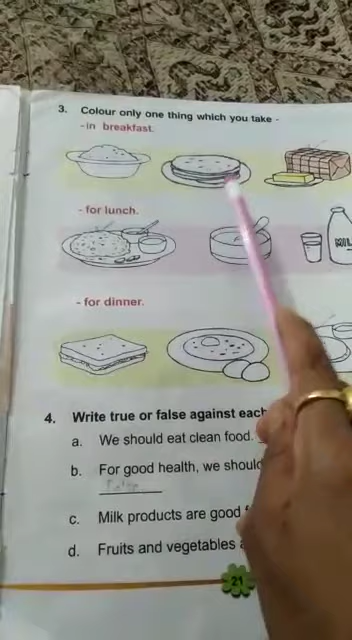 3. Colour only one thing which you take -
-in breakfast.
- for lunch.
MIL
- for dinner.
4. Write true or false against each
a. We should eat clean food.
b. For good health, we should
False
c. Milk products are good
d. Fruits and vegetables
21